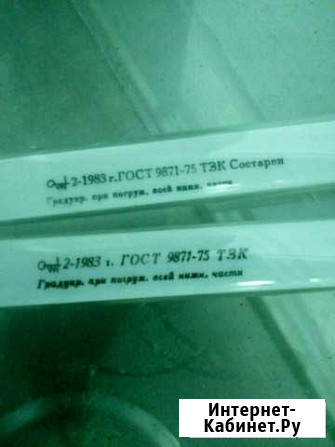 2-1983 г. ГОСТ 9871-75 ТЗК Состарен
Градуир. при погруж. всей нижн. части
2-1983 г. ГОСТ 9871-75 ТЗК
Градуир. при погруж. всей нижн. части
Интернет-
Кабинет.Ру